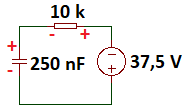 10 k
- +
+
-
250 nF
-
+
37,5 V